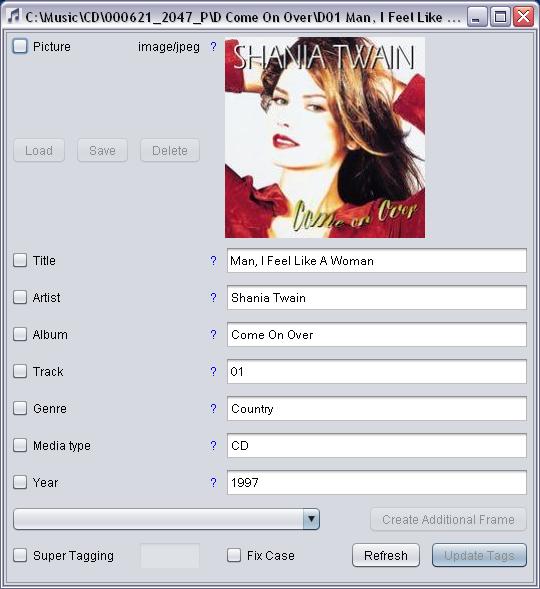 C:\Music\CD\000621_2047_P\D Come On Over\D01 Man, I Feel Like ...
Picture image/jpeg ?
SHANIA TWAIN
Come on Over
Load Save Delete
Title ? Man, I Feel Like A Woman
Artist ? Shania Twain
Album ? Come On Over
Track ? 01
Genre ? Country
Media type ? CD
Year ? 1997
Create Additional Frame
Super Tagging Fix Case Refresh Update Tags